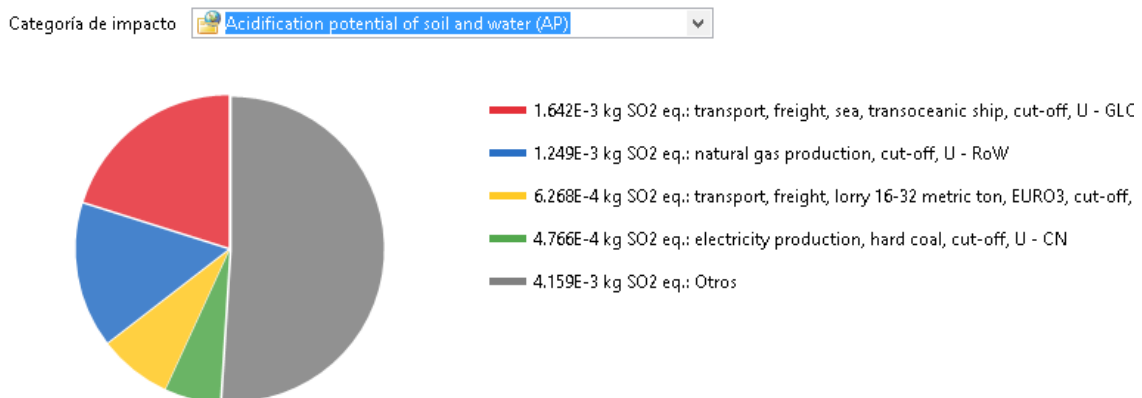 Categoría de impacto Acidification potential of soil and water (AP)
1.642E-3 kg SO2 eq.: transport, freight, sea, transoceanic ship, cut-off, U - GLO
1.249E-3 kg SO2 eq.: natural gas production, cut-off, U - RoW
6.268E-4 kg SO2 eq.: transport, freight, lorry 16-32 metric ton, EURO3, cut-off,
4.766E-4 kg SO2 eq.: electricity production, hard coal, cut-off, U - CN
4.159E-3 kg SO2 eq.: Otros